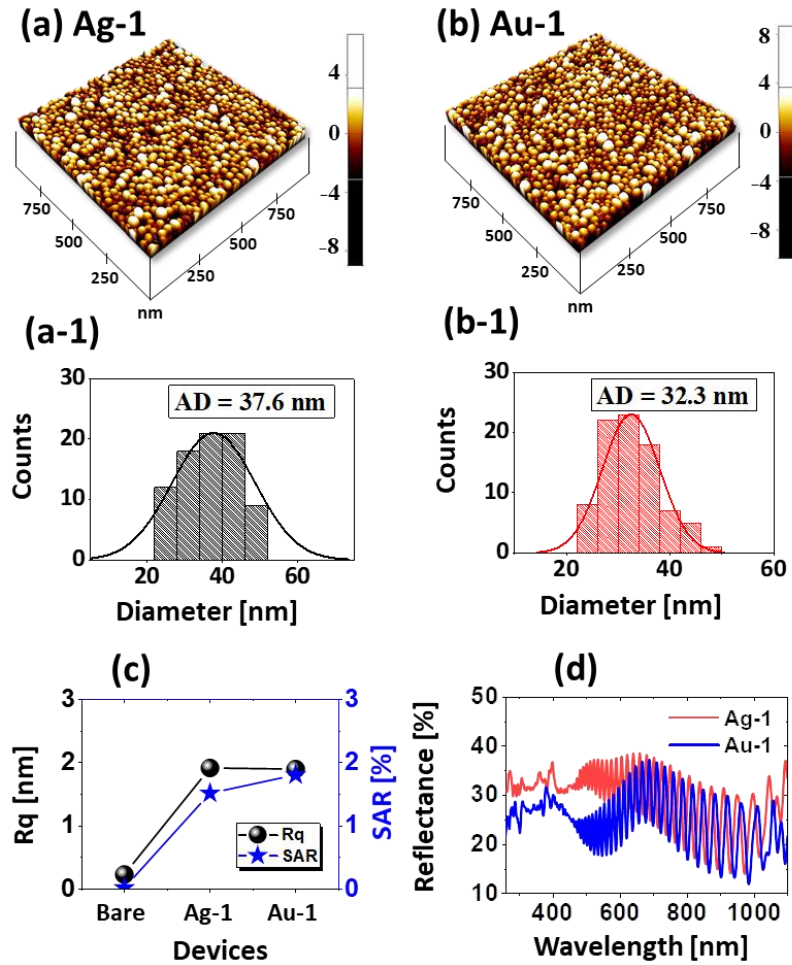 (a) Ag-1
4
0
−4
−8
750
500
250
nm
250
500
750
(b) Au-1
8
4
0
−4
−8
750
500
250
nm
250
500
750
(a-1)
AD = 37.6 nm
Counts
30
20
10
0
20
40
60
Diameter [nm]
(b-1)
AD = 32.3 nm
Counts
30
20
10
0
20
40
60
Diameter [nm]
(c)
Rq [nm]
3
2
1
0
SAR [%]
3
2
1
0
Rq
SAR
Bare
Ag-1
Au-1
Devices
(d)
Reflectance [%]
50
40
30
20
10
Ag-1
Au-1
400
600
800
1000
Wavelength [nm]